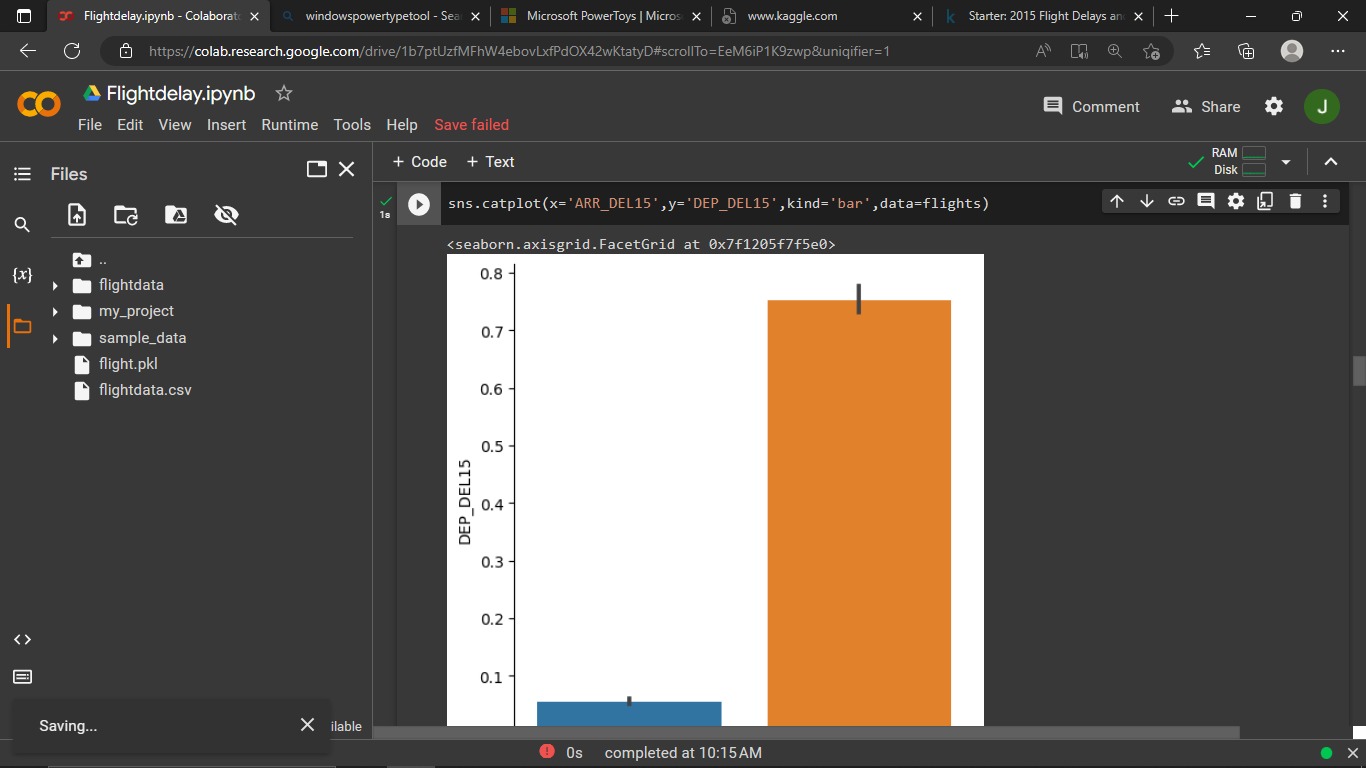 Flightdelay.ipynb - Colaborato
windowspowertypetool - Sea
Microsoft PowerToys | Micros
www.kaggle.com
Starter: 2015 Flight Delays an
https://colab.research.google.com/drive/1b7ptUzfMFhW4ebovLxfPdOX42wKtatyD#scrollTo=EeM6iP1K9zwp&uniqifier=1
Flightdelay.ipynb
Comment
Share
J
File Edit View Insert Runtime Tools Help Save failed
Files
+ Code + Text
RAM
Disk
{x}
..
flightdata
my_project
sample_data
flight.pkl
flightdata.csv
1s
sns.catplot(x='ARR_DEL15',y='DEP_DEL15',kind='bar',data=flights)
<seaborn.axisgrid.FacetGrid at 0x7f1205f7f5e0>
0.8
0.7
0.6
0.5
0.4
0.3
0.2
0.1
DEP_DEL15
Saving...
ilable
0s completed at 10:15 AM